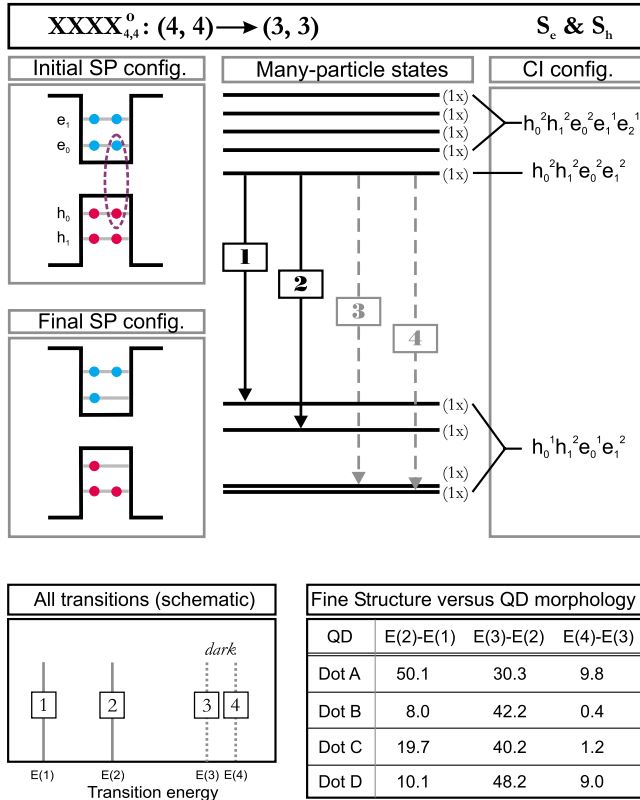 XXXX⁰₄,₄: (4, 4) → (3, 3) Sₑ & Sₕ
Initial SP config.
Many-particle states
CI config.
e₁
e₀
h₀
h₁
(1x)
(1x)
(1x)
(1x)
h₀²h₁²e₀²e₁¹e₂¹
(1x)
h₀²h₁²e₀²e₁²
1
2
3
4
Final SP config.
(1x)
(1x)
(1x)
(1x)
h₀¹h₁²e₀¹e₁²
All transitions (schematic)
dark
1
2
3
4
E(1)
E(2)
E(3)
E(4)
Transition energy
Fine Structure versus QD morphology
QD E(2)-E(1) E(3)-E(2) E(4)-E(3)
Dot A 50.1 30.3 9.8
Dot B 8.0 42.2 0.4
Dot C 19.7 40.2 1.2
Dot D 10.1 48.2 9.0